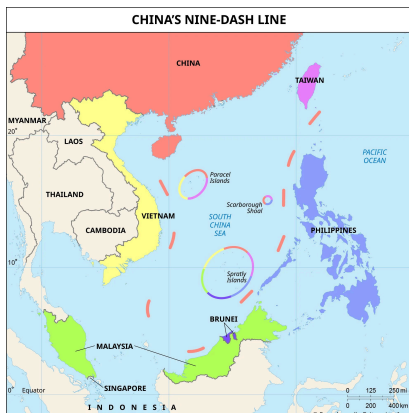 CHINA'S NINE-DASH LINE
CHINA
TAIWAN
MYANMAR
20°
LAOS
PACIFIC
OCEAN
Paracel
Islands
THAILAND
Scarborough
Shoal
VIETNAM
SOUTH
CHINA
SEA
CAMBODIA
PHILIPPINES
10°
Spratly
Islands
BRUNEI
MALAYSIA
SINGAPORE
0° Equator
0 125 250 mi
0 200 400 km
INDONESIA